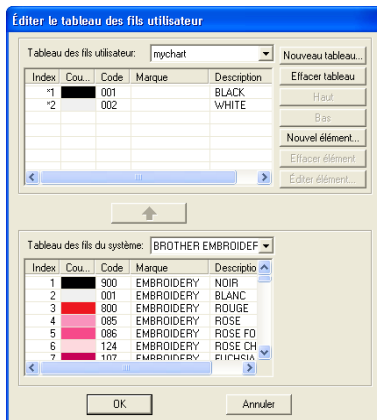 Éditer le tableau des fils utilisateur
Tableau des fils utilisateur: mychart
Nouveau tableau...
Effacer tableau
Haut
Bas
Nouvel élément...
Effacer élément
Éditer élément...
Index Cou... Code Marque Description
*1 001 BLACK
*2 002 WHITE
Tableau des fils du système: BROTHER EMBROIDEF
Index Cou... Code Marque Descriptio
1 900 EMBROIDERY NOIR
2 001 EMBROIDERY BLANC
3 800 EMBROIDERY ROUGE
4 085 EMBROIDERY ROSE
5 086 EMBROIDERY ROSE FO
6 124 EMBROIDERY ROSE CH
7 107 EMBROIDERY FUCHSIA
OK Annuler